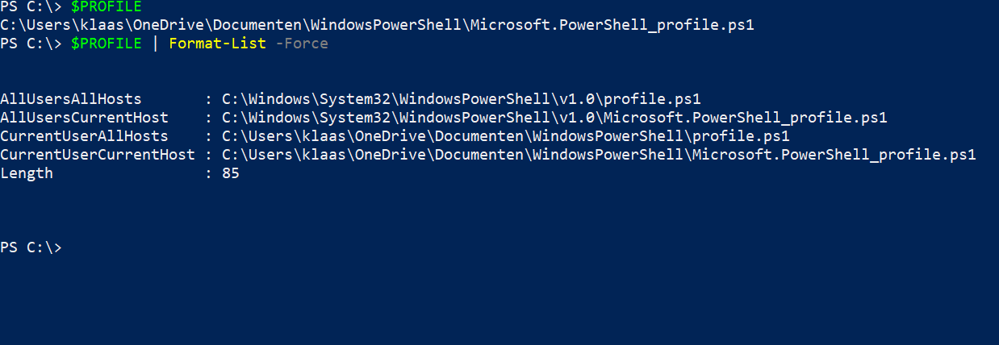 PS C:\> $PROFILE
C:\Users\klaas\OneDrive\Documenten\WindowsPowerShell\Microsoft.PowerShell_profile.ps1
PS C:\> $PROFILE | Format-List -Force
AllUsersAllHosts       : C:\Windows\System32\WindowsPowerShell\v1.0\profile.ps1
AllUsersCurrentHost    : C:\Windows\System32\WindowsPowerShell\v1.0\Microsoft.PowerShell_profile.ps1
CurrentUserAllHosts    : C:\Users\klaas\OneDrive\Documenten\WindowsPowerShell\profile.ps1
CurrentUserCurrentHost : C:\Users\klaas\OneDrive\Documenten\WindowsPowerShell\Microsoft.PowerShell_profile.ps1
Length                 : 85
PS C:\>